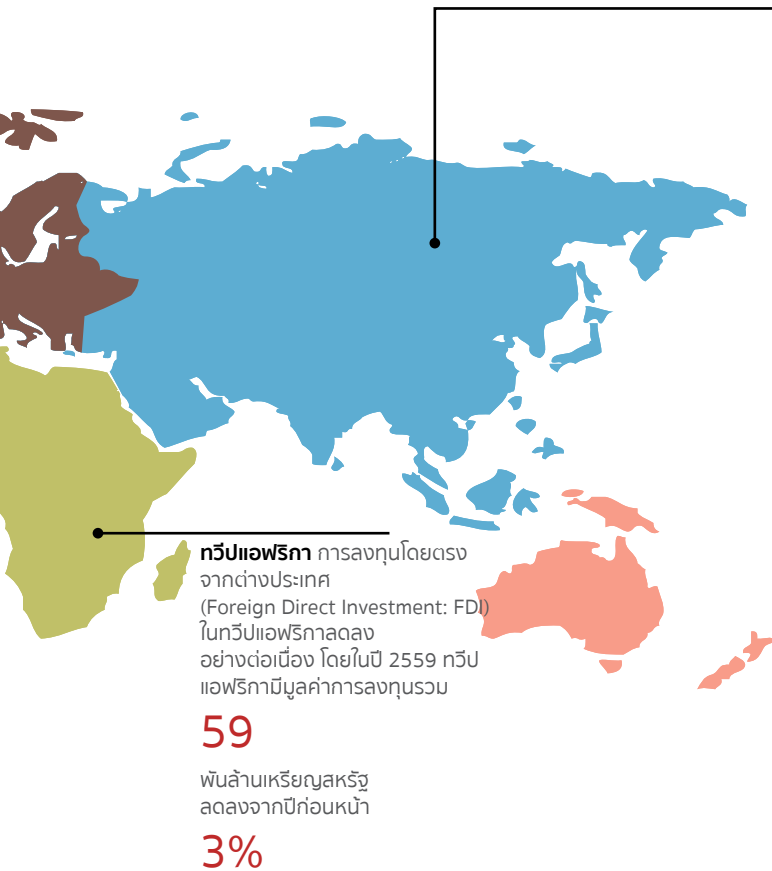 ทวีปแอฟริกา การลงทุนโดยตรง
จากต่างประเทศ
(Foreign Direct Investment: FDI)
ในทวีปแอฟริกาลดลง
อย่างต่อเนื่อง โดยในปี 2559 ทวีป
แอฟริกามีมูลค่าการลงทุนรวม
59
พันล้านเหรียญสหรัฐ
ลดลงจากปีก่อนหน้า
3%